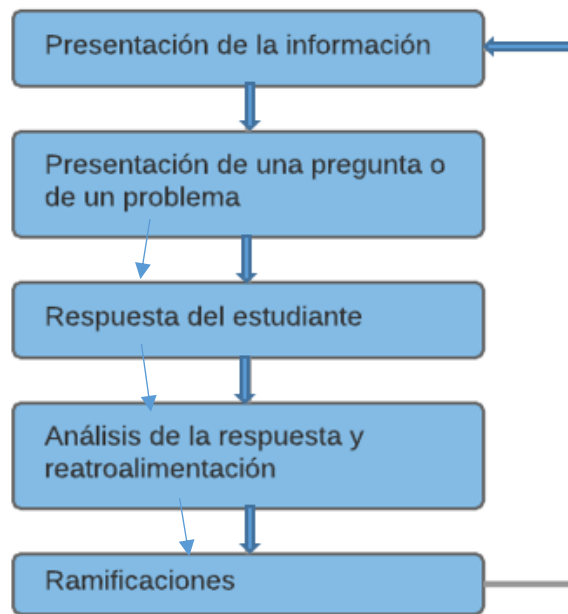 Presentación de la información
Presentación de una pregunta o
de un problema
Respuesta del estudiante
Análisis de la respuesta y
reatroalimentación
Ramificaciones